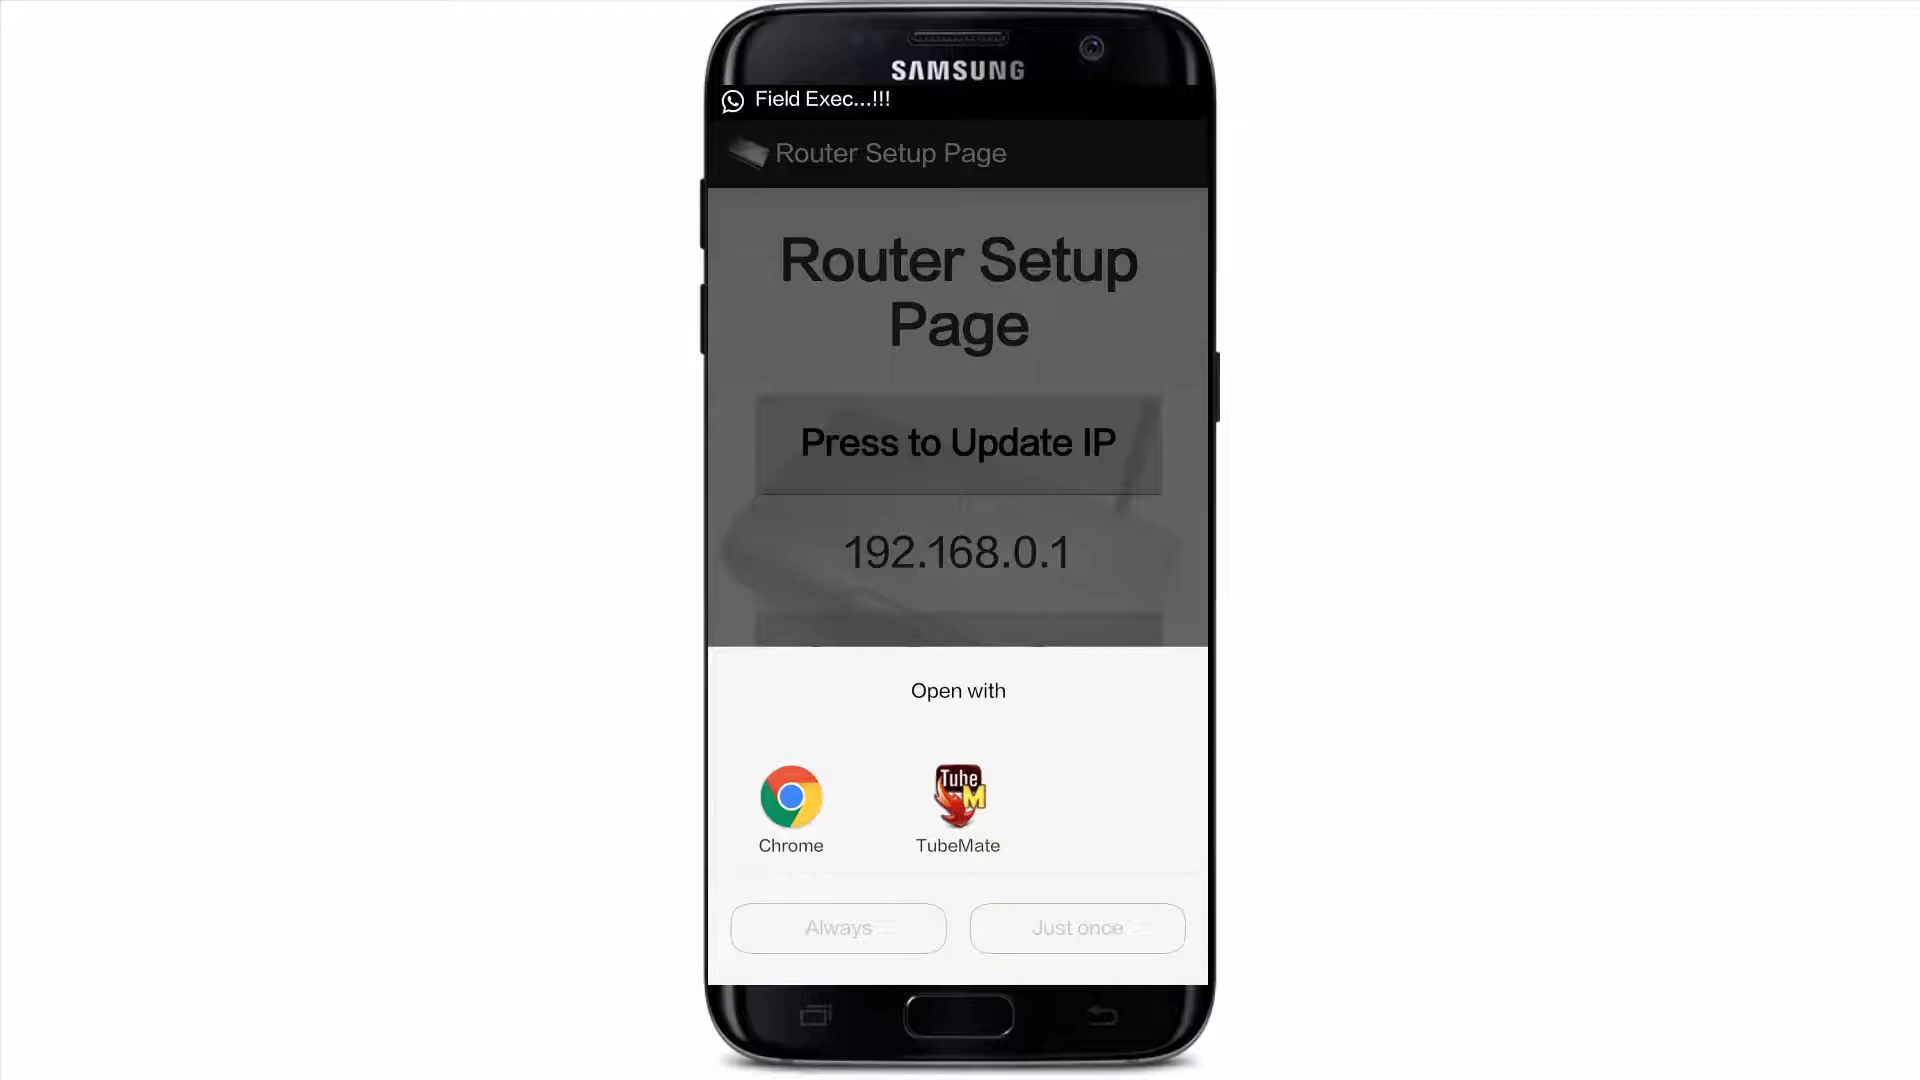 SAMSUNG
Field Exec...!!!
Router Setup Page
Router Setup
Page
Press to Update IP
192.168.0.1
Open with
Tube
M
Chrome
TubeMate
Always
Just once